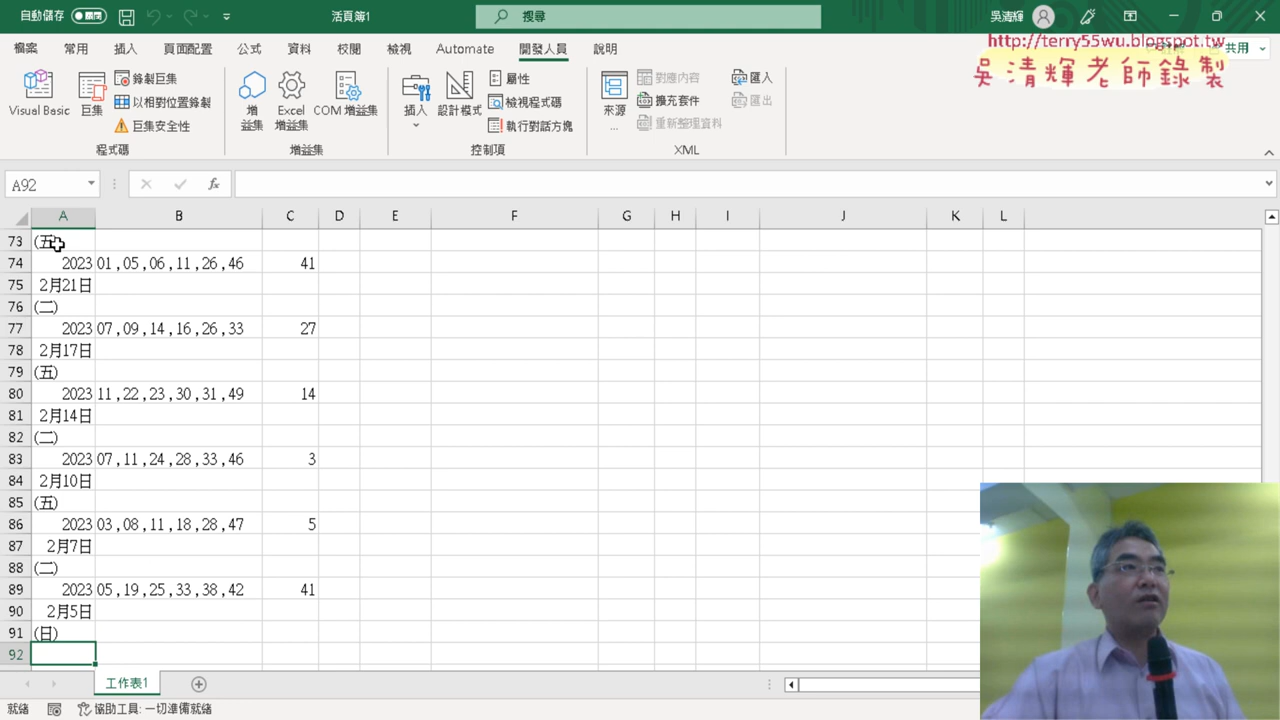 自動儲存
活頁簿1
搜尋
吳清輝
檔案 常用 插入 頁面配置 公式 資料 校閱 檢視 Automate 開發人員 說明
共用
http://terry55wu.blogspot.tw
吳清輝老師錄製
Visual Basic
巨集
錄製巨集
以相對位置錄製
巨集安全性
程式碼
增益集
Excel 增益集
COM 增益集
增益集
插入
設計模式
屬性
檢視程式碼
執行對話方塊
控制項
來源...
對應內容
擴充套件
重新整理資料
匯入
匯出
XML
A92
fx
A B C D E F G H I J K L
73 (五)
74 2023 01,05,06,11,26,46 41
75 2月21日
76 (二)
77 2023 07,09,14,16,26,33 27
78 2月17日
79 (五)
80 2023 11,22,23,30,31,49 14
81 2月14日
82 (二)
83 2023 07,11,24,28,33,46 3
84 2月10日
85 (五)
86 2023 03,08,11,18,28,47 5
87 2月7日
88 (二)
89 2023 05,19,25,33,38,42 41
90 2月5日
91 (日)
92
工作表1
就緒
協助工具: 一切準備就緒